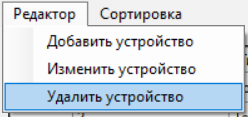 Редактор Сортировка
Добавить устройство
Изменить устройство
Удалить устройство